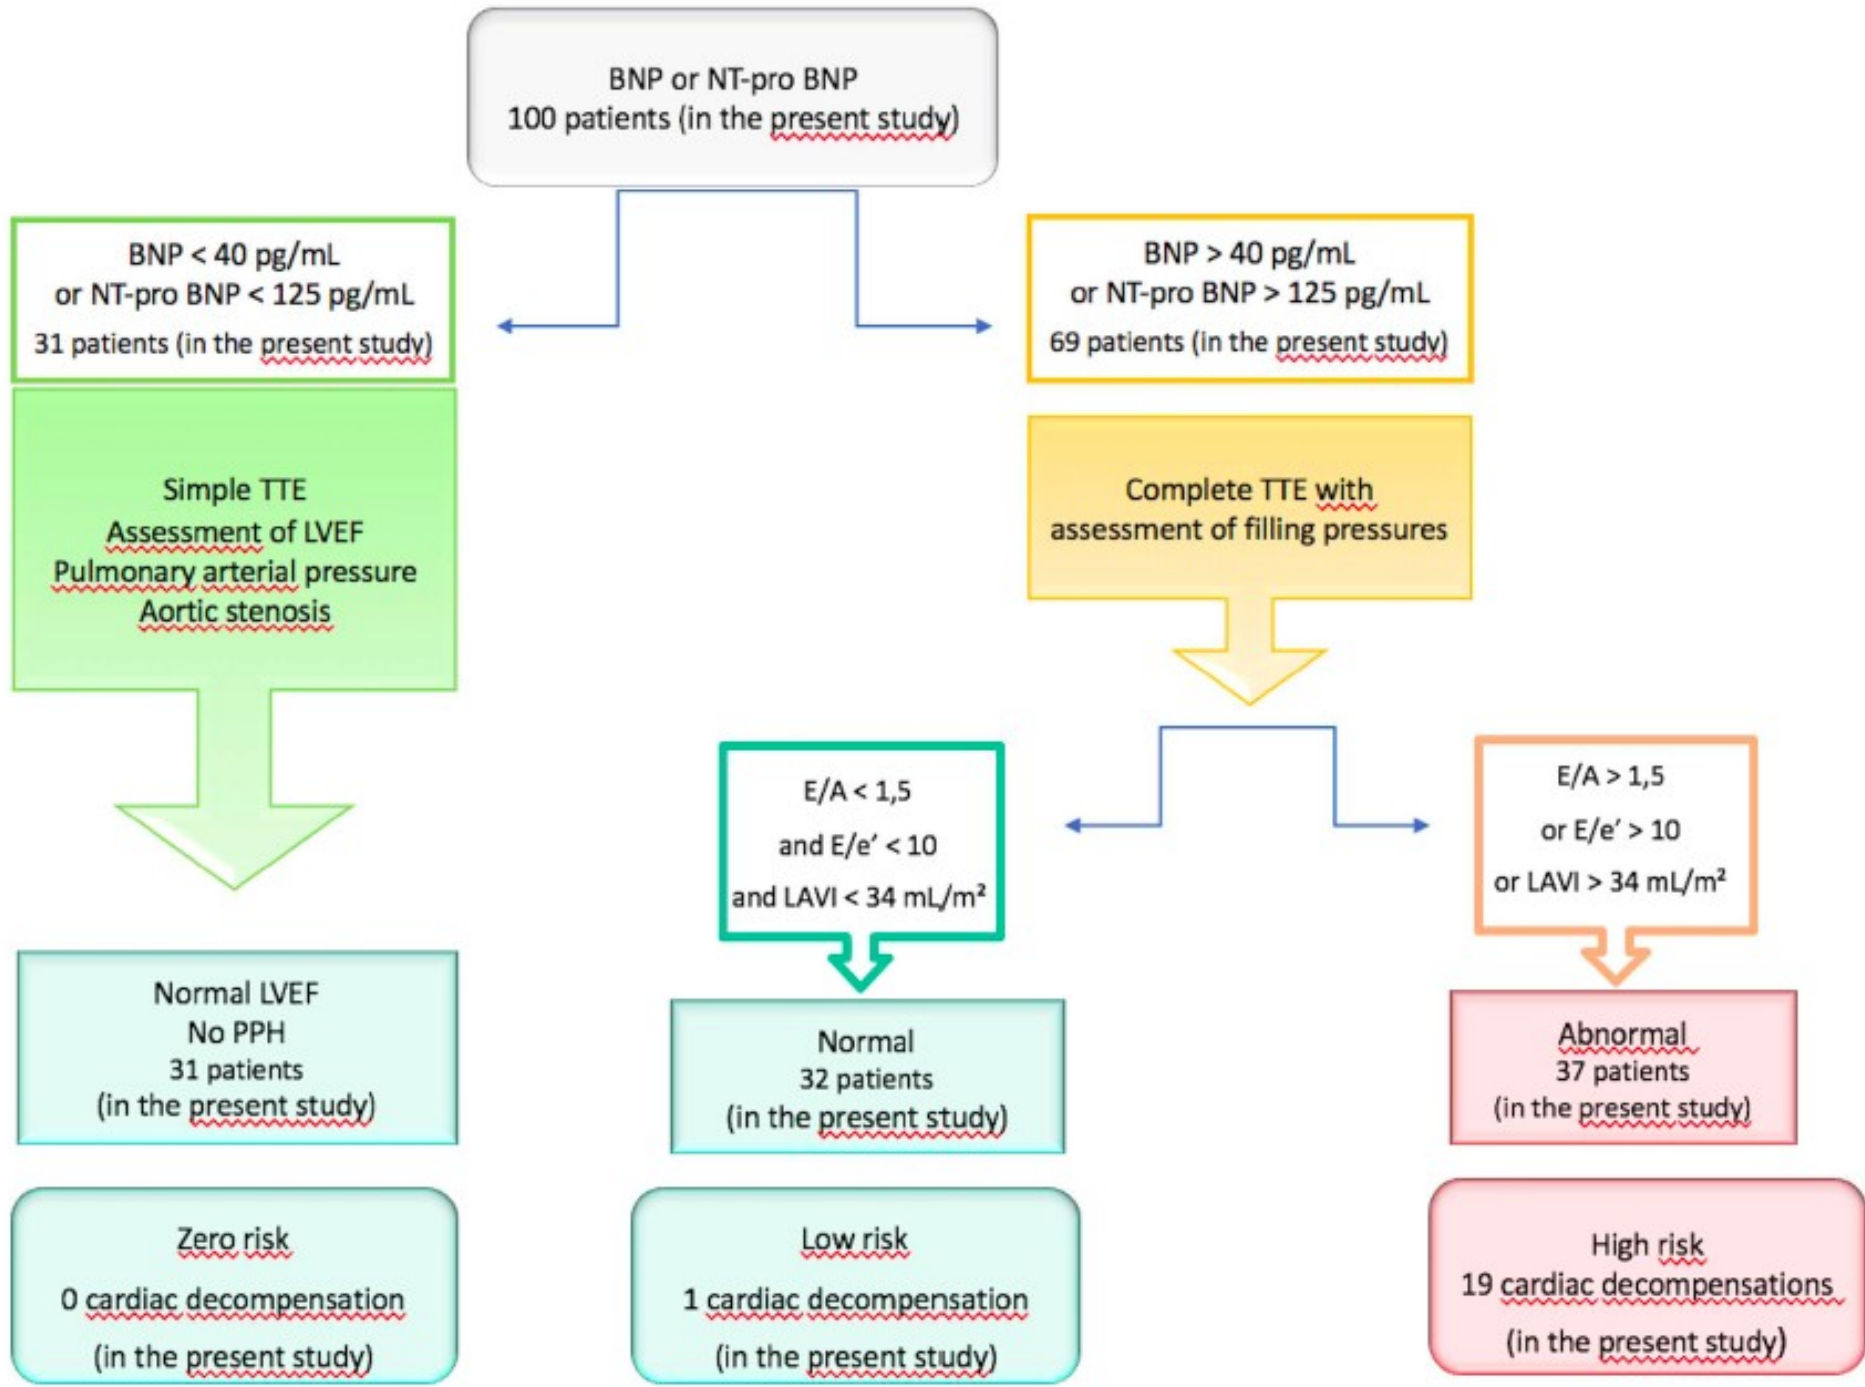 BNP or NT-pro BNP
100 patients (in the present study)
BNP < 40 pg/mL
or NT-pro BNP < 125 pg/mL
31 patients (in the present study)
BNP > 40 pg/mL
or NT-pro BNP > 125 pg/mL
69 patients (in the present study)
Simple TTE
Assessment of LVEF
Pulmonary arterial pressure
Aortic stenosis
Complete TTE with
assessment of filling pressures
E/A < 1,5
and E/e′ < 10
and LAVI < 34 mL/m²
E/A > 1,5
or E/e′ > 10
or LAVI > 34 mL/m²
Normal LVEF
No PPH
31 patients
(in the present study)
Normal
32 patients
(in the present study)
Abnormal
37 patients
(in the present study)
Zero risk
0 cardiac decompensation
(in the present study)
Low risk
1 cardiac decompensation
(in the present study)
High risk
19 cardiac decompensations
(in the present study)